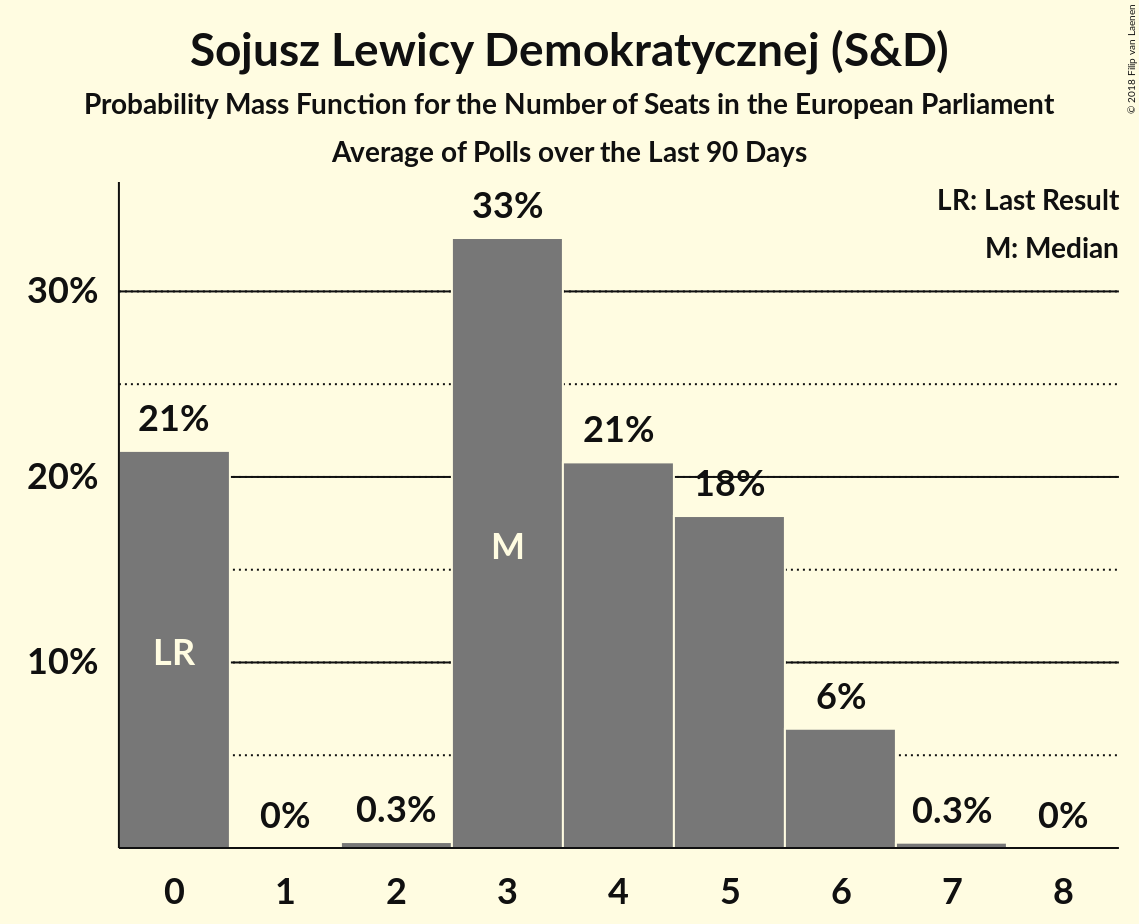 Sojusz Lewicy Demokratycznej (S&D)
Probability Mass Function for the Number of Seats in the European Parliament
Average of Polls over the Last 90 Days
© 2018 Filip van Laenen
LR: Last Result
M: Median
33%
30%
21%
21%
20%
18%
M
LR
10%
6%
0%
0.3%
0.3%
0%
0 1 2 3 4 5 6 7 8